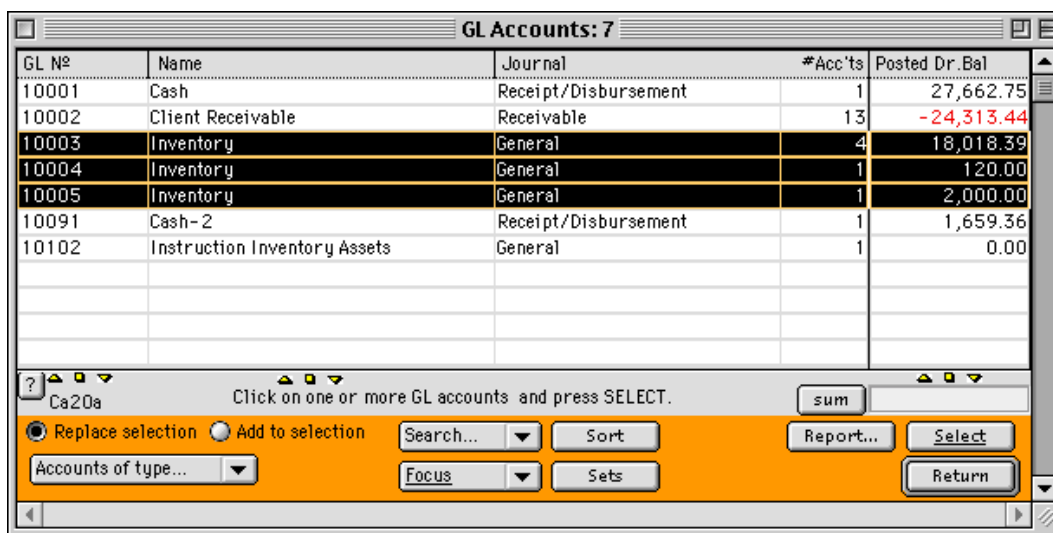 GL Accounts: 7
GL Nº Name Journal #Acc'ts Posted Dr.Bal
10001 Cash Receipt/Disbursement 1 27,662.75
10002 Client Receivable Receivable 13 -24,313.44
10003 Inventory General 4 18,018.39
10004 Inventory General 1 120.00
10005 Inventory General 1 2,000.00
10091 Cash-2 Receipt/Disbursement 1 1,659.36
10102 Instruction Inventory Assets General 1 0.00
? Ca20a Click on one or more GL accounts and press SELECT. sum
Replace selection Add to selection Search... Sort Report... Select
Accounts of type... Focus Sets Return